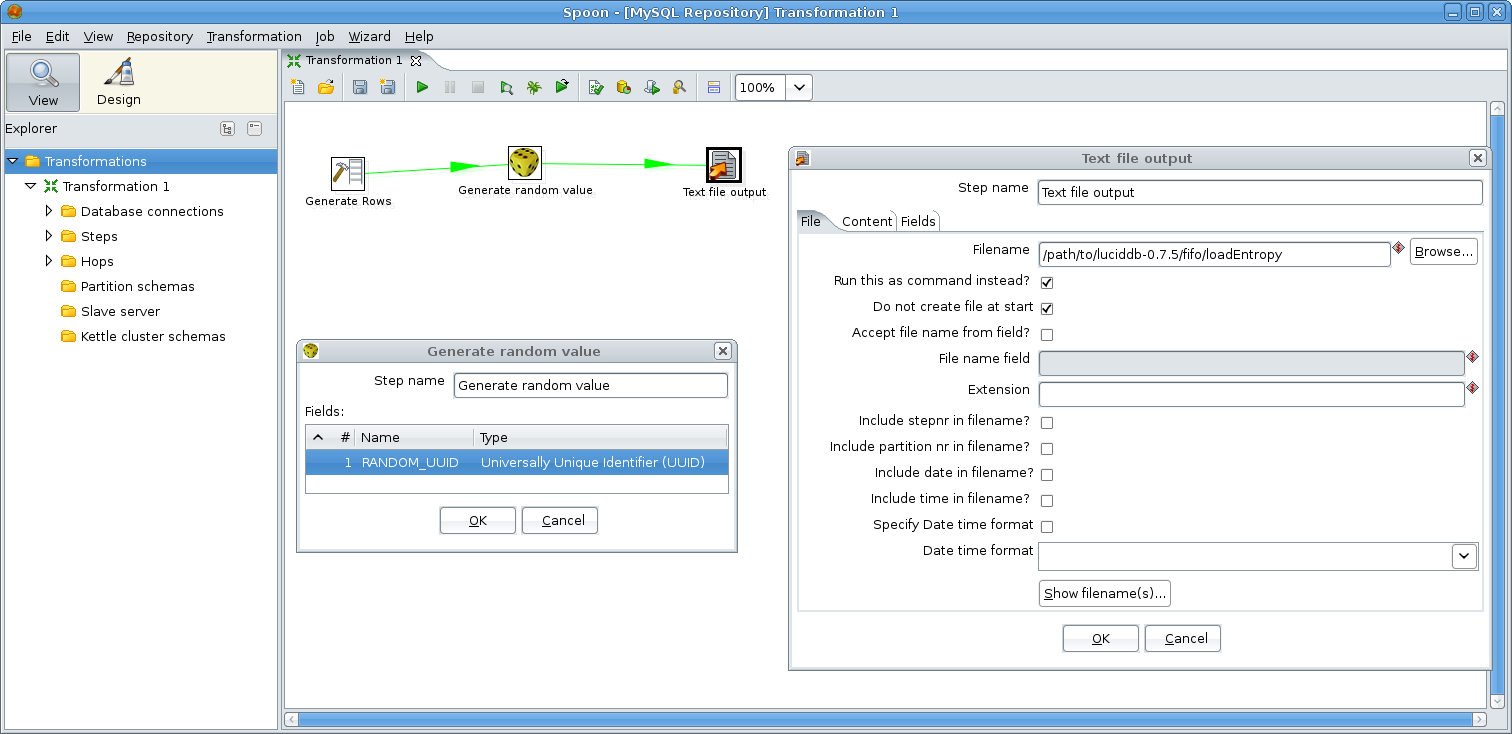 Spoon - [MySQL Repository] Transformation 1
File Edit View Repository Transformation Job Wizard Help
View
Design
Explorer
Transformations
Transformation 1
Database connections
Steps
Hops
Partition schemas
Slave server
Kettle cluster schemas
Transformation 1
100%
Generate Rows
Generate random value
Text file output
Generate random value
Step name Generate random value
Fields:
# Name Type
1 RANDOM_UUID Universally Unique Identifier (UUID)
OK Cancel
Text file output
Step name Text file output
File Content Fields
Filename /path/to/luciddb-0.7.5/fifo/loadEntropy Browse...
Run this as command instead?
Do not create file at start
Accept file name from field?
File name field
Extension
Include stepnr in filename?
Include partition nr in filename?
Include date in filename?
Include time in filename?
Specify Date time format
Date time format
Show filename(s)...
OK Cancel